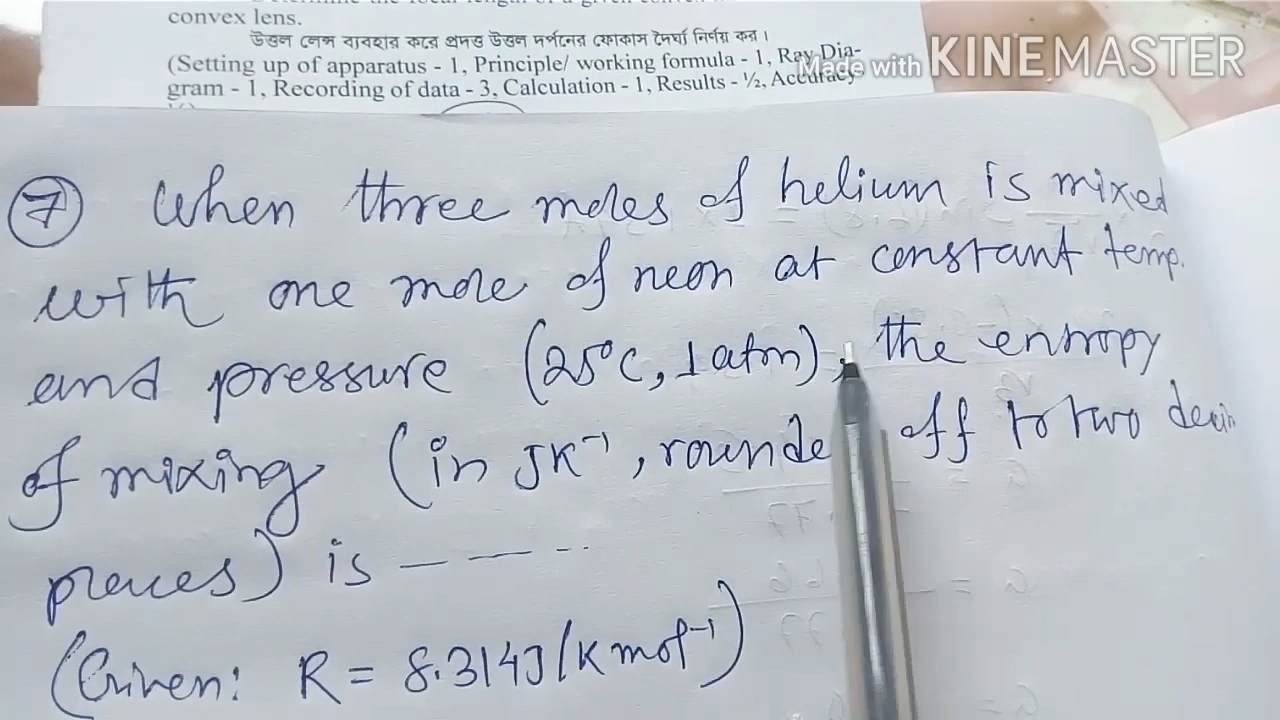 convex lens.
উত্তল লেন্স ব্যবহার করে প্রদত্ত উত্তল দর্পনের ফোকাস দৈর্ঘ্য নির্ণয় কর।
(Setting up of apparatus - 1, Principle/ working formula - 1, Ray Dia-
gram - 1, Recording of data - 3, Calculation - 1, Results - ½, Accuracy
Made with KINEMASTER
7 When three moles of helium is mixed
with one mole of neon at constant temp.
and pressure (25°C, 1 atm), the entropy
of mixing (in JK⁻¹, rounde off to two deci
places) is — — - -
(Given: R = 8.314J/K mol⁻¹)